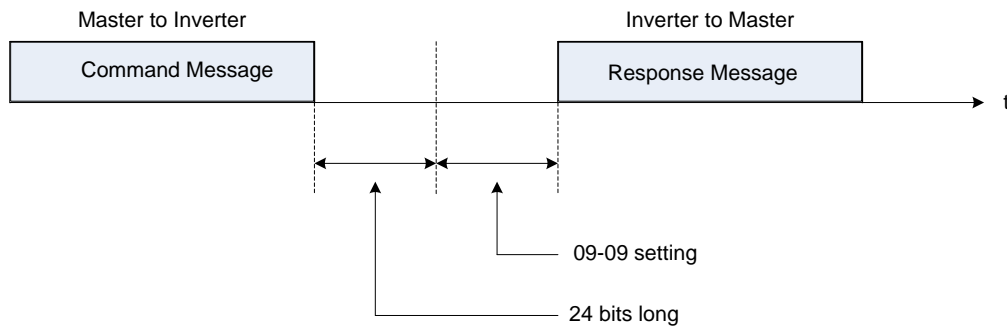 Master to Inverter
Inverter to Master
Command Message
Response Message
t
09-09 setting
24 bits long